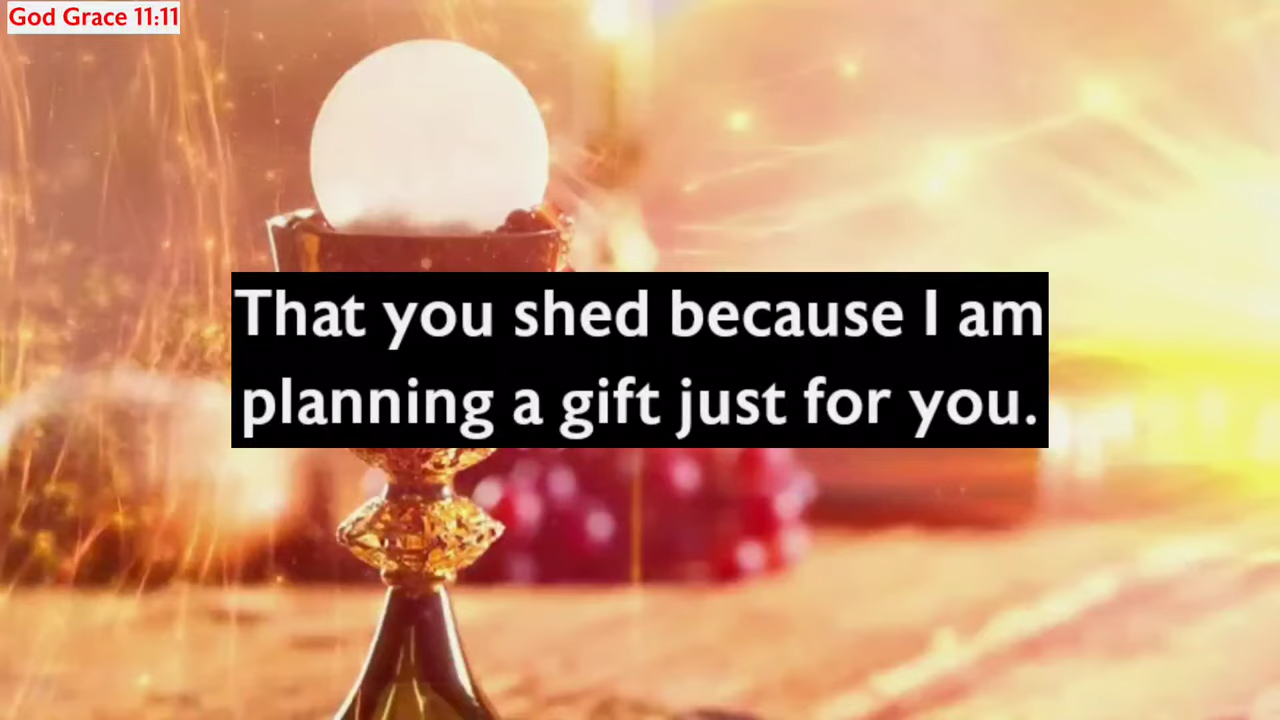 God Grace 11:11
That you shed because I am
planning a gift just for you.